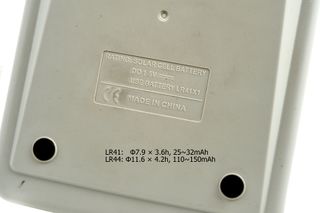 RATING: SOLAR CELL BATTERY
DC 1.5V
USE BATTERY LR41X1
CE MADE IN CHINA
LR41: Φ7.9 × 3.6h, 25~32mAh
LR44: Φ11.6 × 4.2h, 110~150mAh